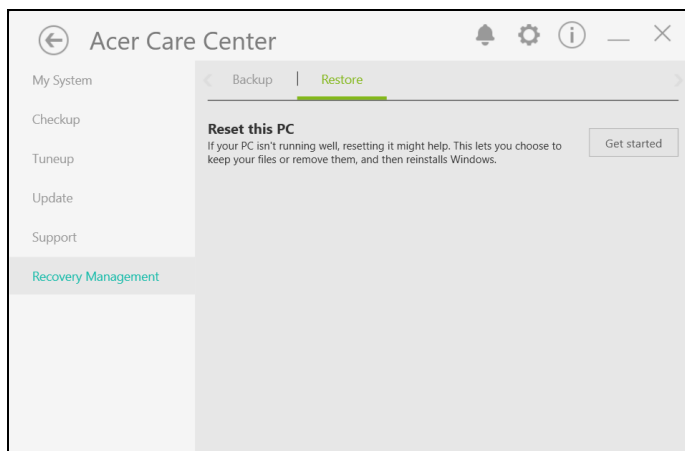 Acer Care Center
My System
Backup
Restore
Checkup
Reset this PC
If your PC isn't running well, resetting it might help. This lets you choose to
keep your files or remove them, and then reinstalls Windows.
Get started
Tuneup
Update
Support
Recovery Management